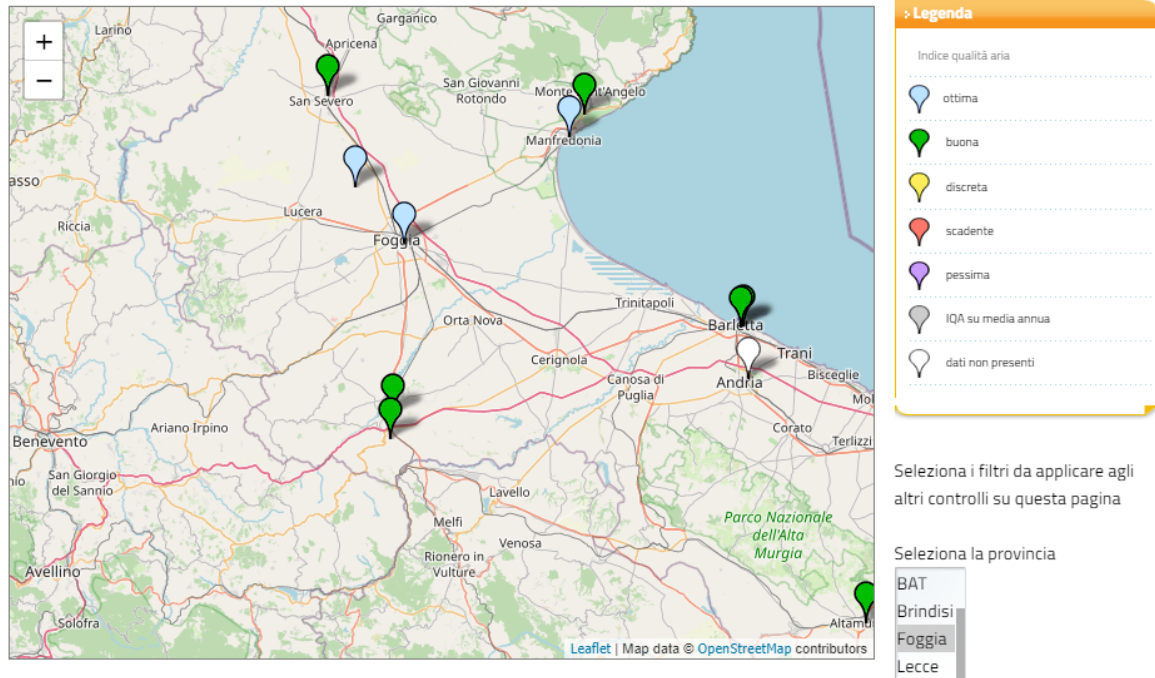 Garganico
Larino
+
Apricena
−
San Giovanni
Rotondo
Monte Sant'Angelo
San Severo
Manfredonia
Lucera
Riccia
Foggia
Trinitapoli
Orta Nova
Barletta
Trani
Cerignola
Bisceglie
Canosa di
Puglia
Andria
Ariano Irpino
Corato
Benevento
Terlizzi
San Giorgio
del Sannio
Lavello
Parco Nazionale
dell'Alta
Murgia
Melfi
Venosa
Rionero in
Vulture
Avellino
Solofra
Altamu
Leaflet | Map data © OpenStreetMap contributors
› Legenda
Indice qualità aria
ottima
buona
discreta
scadente
pessima
IQA su media annua
dati non presenti
Seleziona i filtri da applicare agli
altri controlli su questa pagina
Seleziona la provincia
BAT
Brindisi
Foggia
Lecce